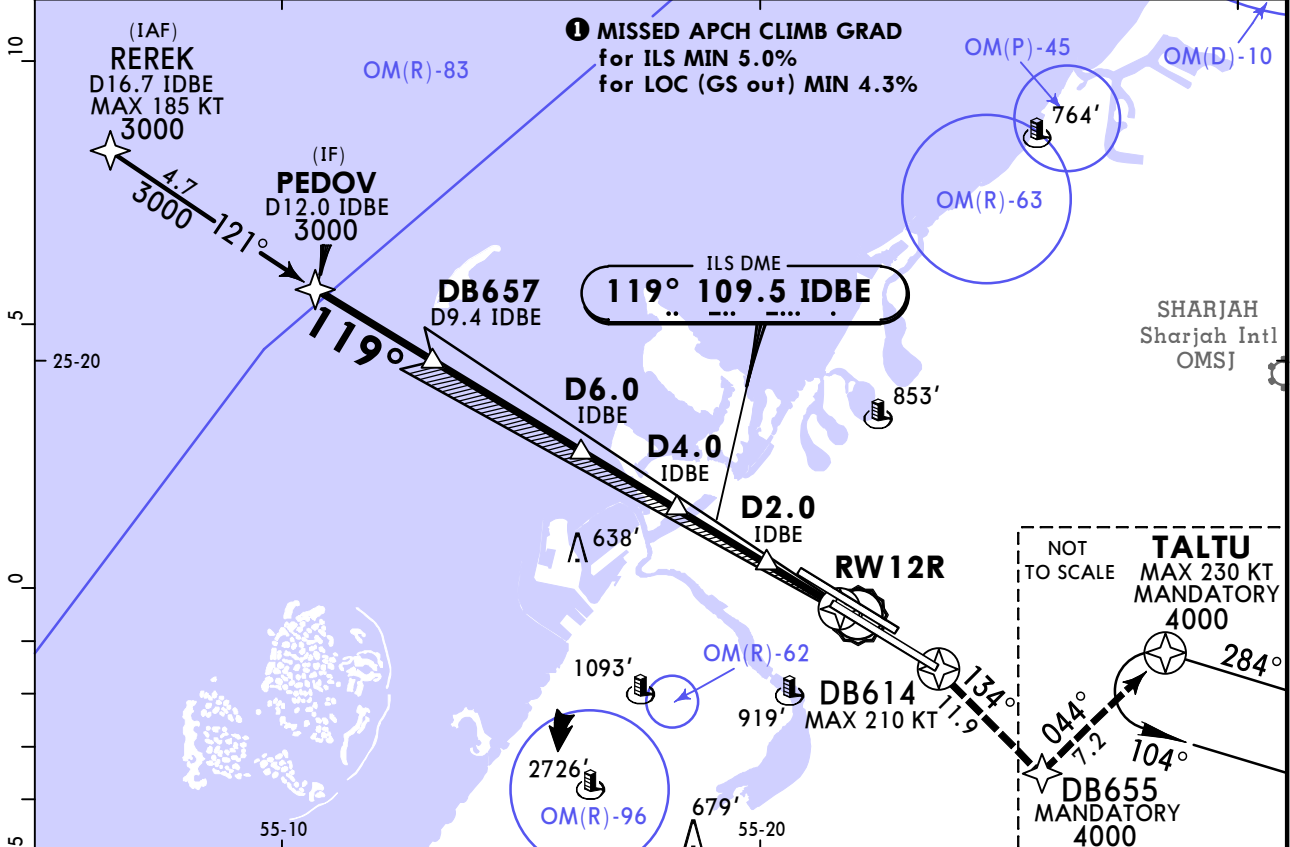 ❶ MISSED APCH CLIMB GRAD
for ILS MIN 5.0%
for LOC (GS out) MIN 4.3%
(IAF)
REREK
D16.7 IDBE
MAX 185 KT
3000
OM(R)-83
OM(P)-45
OM(D)-10
764'
10
(IF)
PEDOV
D12.0 IDBE
3000
4.7
3000
121°
OM(R)-63
ILS DME
119° 109.5 IDBE
DB657
D9.4 IDBE
119°
5
25-20
SHARJAH
Sharjah Intl
OMSJ
D6.0
IDBE
853'
D4.0
IDBE
D2.0
IDBE
638'
RW12R
0
NOT
TO SCALE
TALTU
MAX 230 KT
MANDATORY
4000
284°
1093'
OM(R)-62
919'
DB614
MAX 210 KT
134°
11.9
044°
7.2
104°
2726'
OM(R)-96
679'
DB655
MANDATORY
4000
5
55-10
55-20